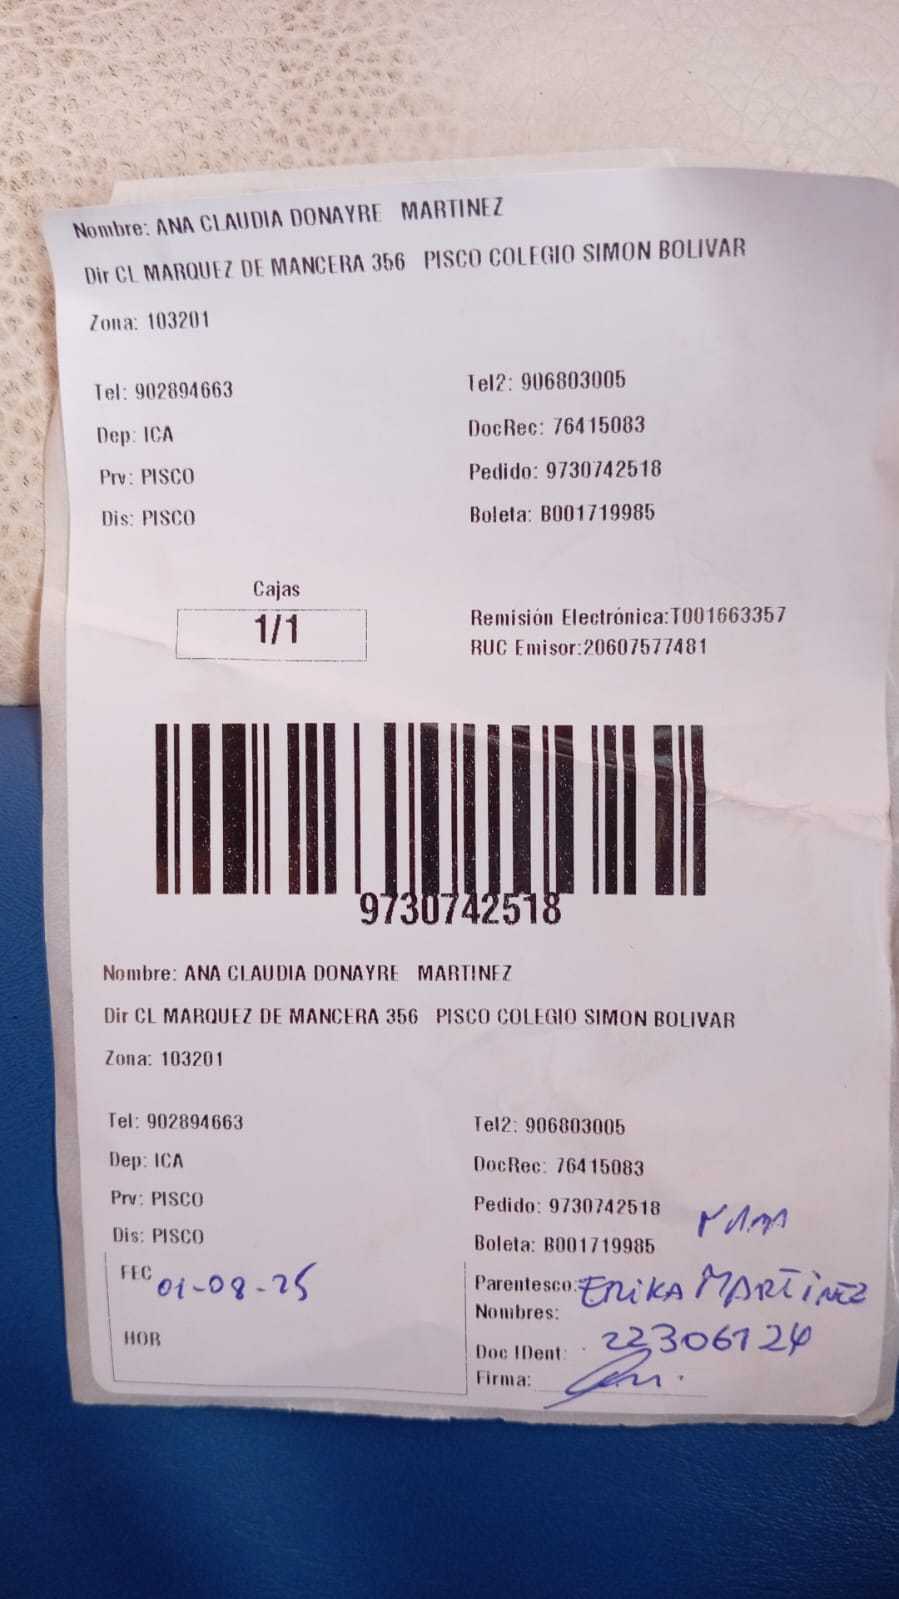 Nombre: ANA CLAUDIA DONAYRE MARTINEZ
Dir CL MARQUEZ DE MANCERA 356 PISCO COLEGIO SIMON BOLIVAR
Zona: 103201
Tel: 902894663 Tel2: 906803005
Dep: ICA DocRec: 76415083
Prv: PISCO Pedido: 9730742518
Dis: PISCO Boleta: B001719985
Cajas
1/1
Remisión Electrónica:T001663357
RUC Emisor:20607577481
9730742518
Nombre: ANA CLAUDIA DONAYRE MARTINEZ
Dir CL MARQUEZ DE MANCERA 356 PISCO COLEGIO SIMON BOLIVAR
Zona: 103201
Tel: 902894663 Tel2: 906803005
Dep: ICA DocRec: 76415083
Prv: PISCO Pedido: 9730742518
Dis: PISCO Boleta: B001719985
FEC 01-08-25
HOR
Parentesco: ERIKA MARTINEZ
Nombres:
Doc IDent: 22306124
Firma: